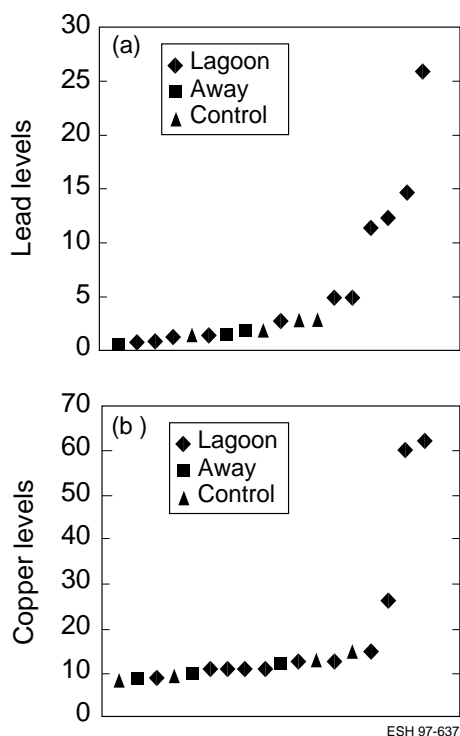 (a)
Lagoon
Away
Control
Lead levels
30
25
20
15
10
5
0
(b )
Lagoon
Away
Control
Copper levels
70
60
50
40
30
20
10
0
ESH 97-637